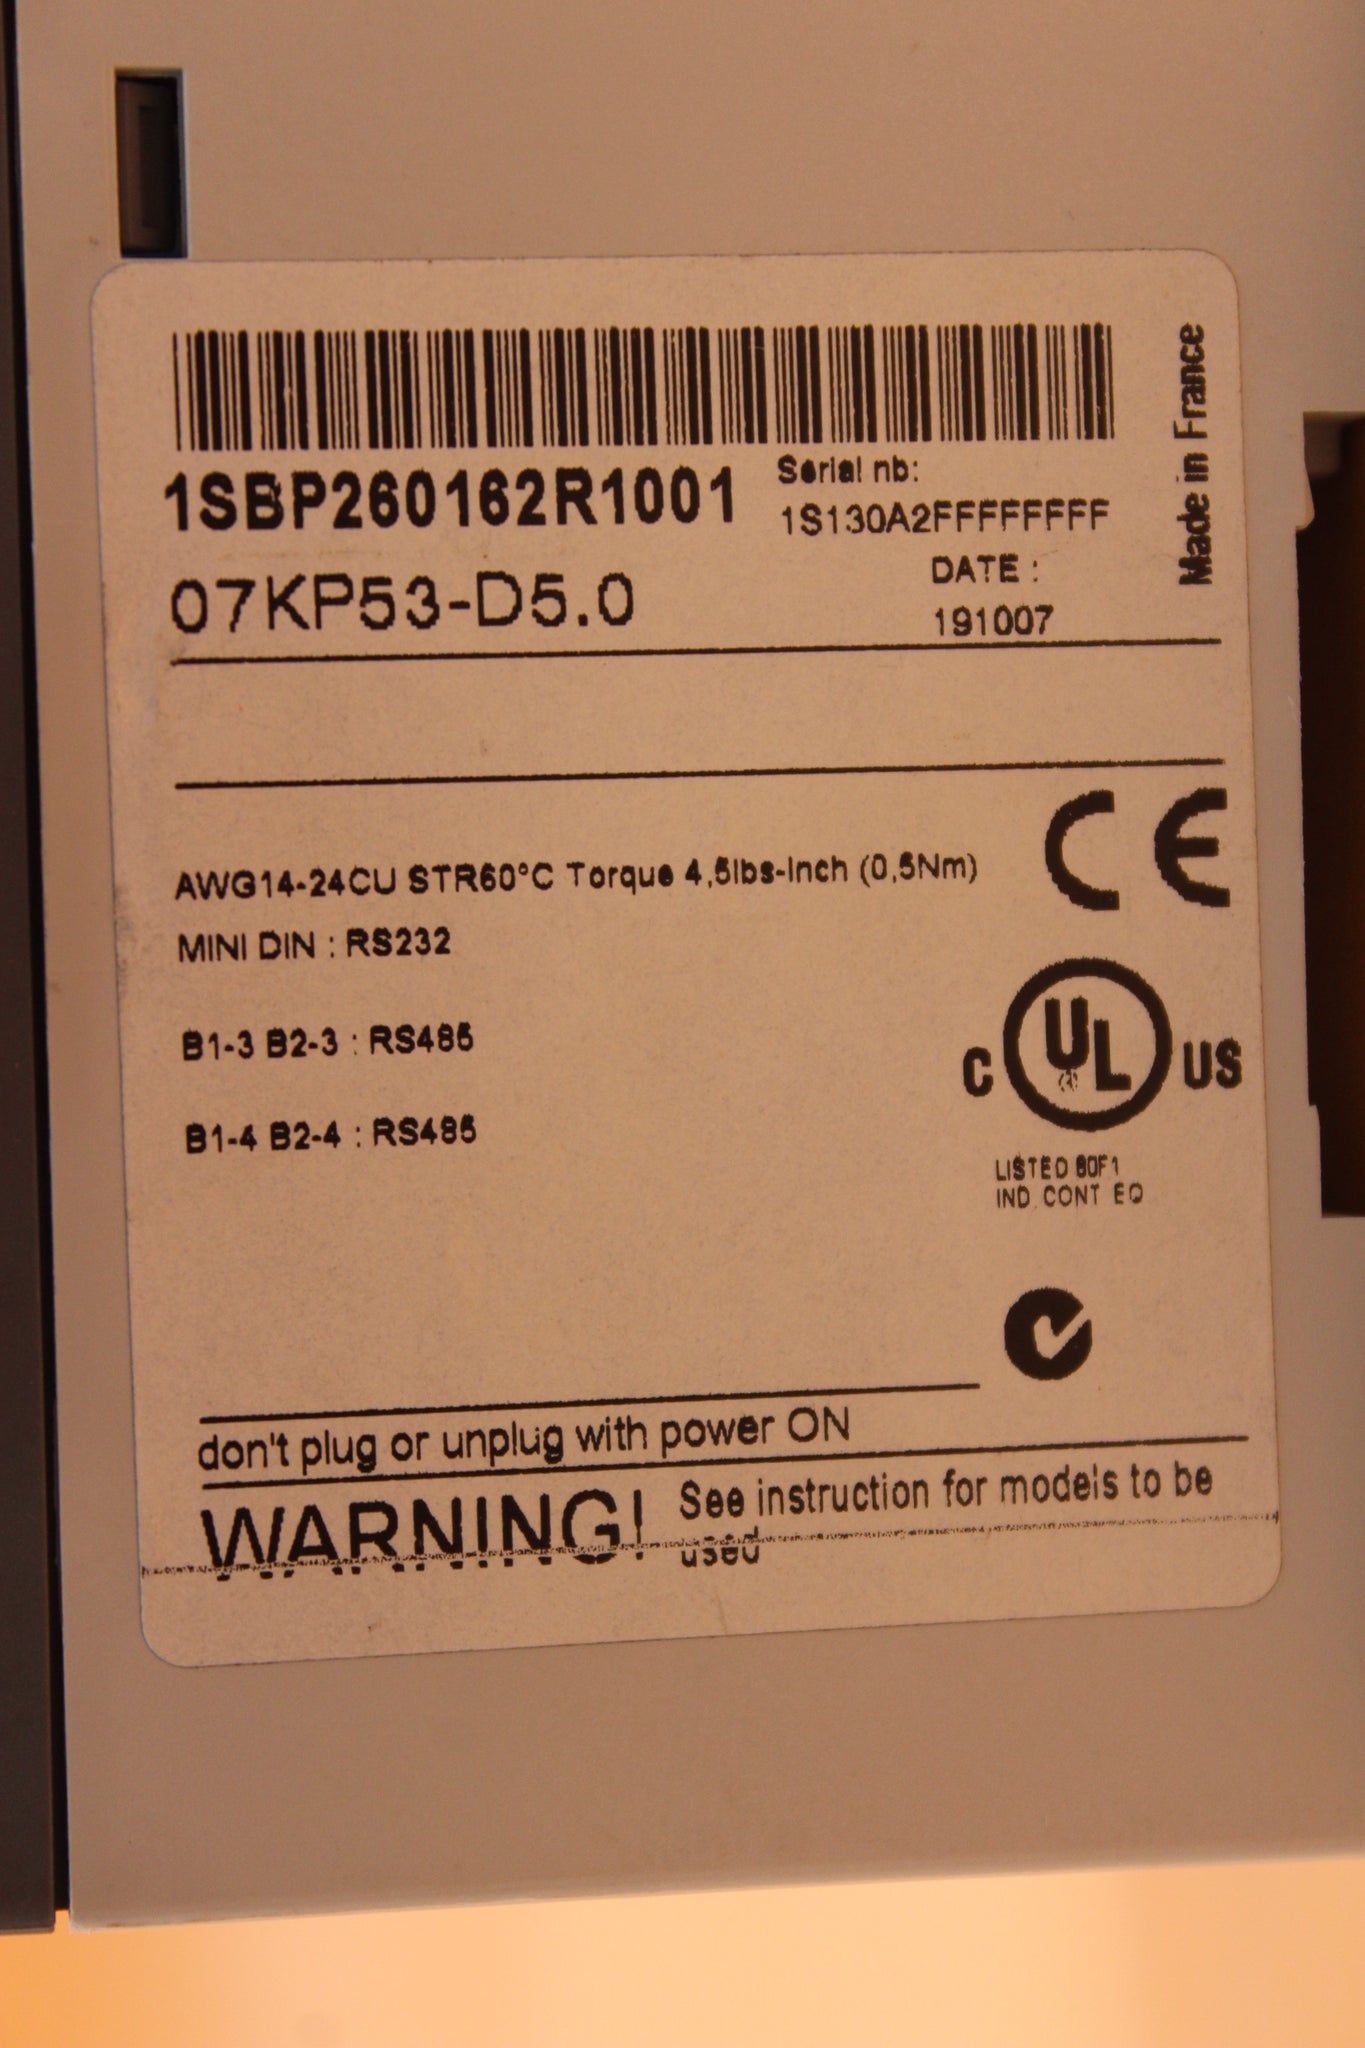 1SBP260162R1001
Serial nb:
1S130A2FFFFFFFF
Made in France
07KP53-D5.0
DATE :
191007
CE
AWG14-24CU STR60°C Torque 4,5lbs-Inch (0,5Nm)
MINI DIN : RS232
B1-3 B2-3 : RS485
B1-4 B2-4 : RS485
C UL US
LISTED 60F1
IND. CONT EQ
don't plug or unplug with power ON
WARNING! See instruction for models to be
used